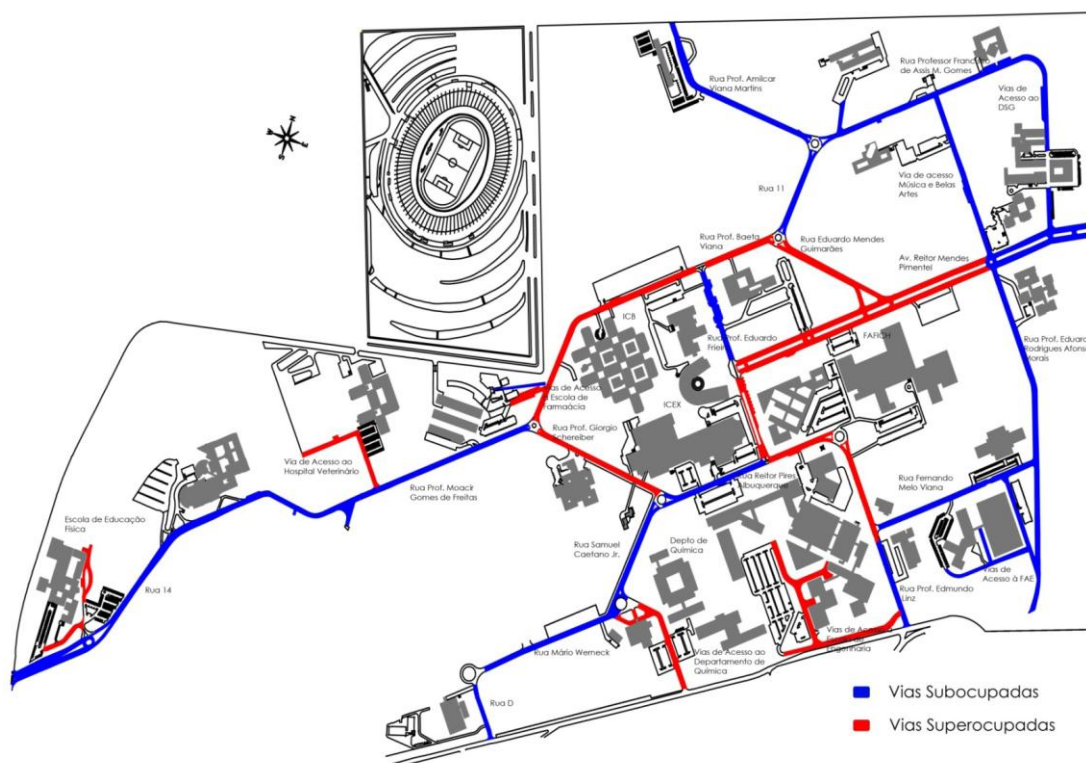 Rua Prof. Amilcar
Viana Martins
Rua Professor Francisco
de Assis M. Gomes
Vias de
Acesso ao
DSG
Via de acesso
Música e Belas
Artes
Rua 11
Rua Prof. Baeta
Viana
Rua Eduardo Mendes
Guimarães
Av. Reitor Mendes
Pimentel
ICB
Rua Prof. Eduardo
Frieiro
FAFICH
Rua Prof. Eduardo
Rodrigues Afonso
Morais
ICEX
Vias de Acesso
à Escola de
Farmaácia
Rua Prof. Giorgio
Schereiber
Via de Acesso ao
Hospital Veterinário
Rua Prof. Moacir
Gomes de Freitas
Rua Reitor Pires
Albuquerque
Rua Fernando
Melo Viana
Escola de Educação
Física
Rua 14
Rua Samuel
Caetano Jr.
Depto de
Química
Vias de
Acesso à FAE
Rua Prof. Edmundo
Linz
Vias de Acesso
Engenharia
Rua Mário Werneck
Vias de Acesso ao
Departamento de
Química
Rua D
Vias Subocupadas
Vias Superocupadas
N
E
S
W